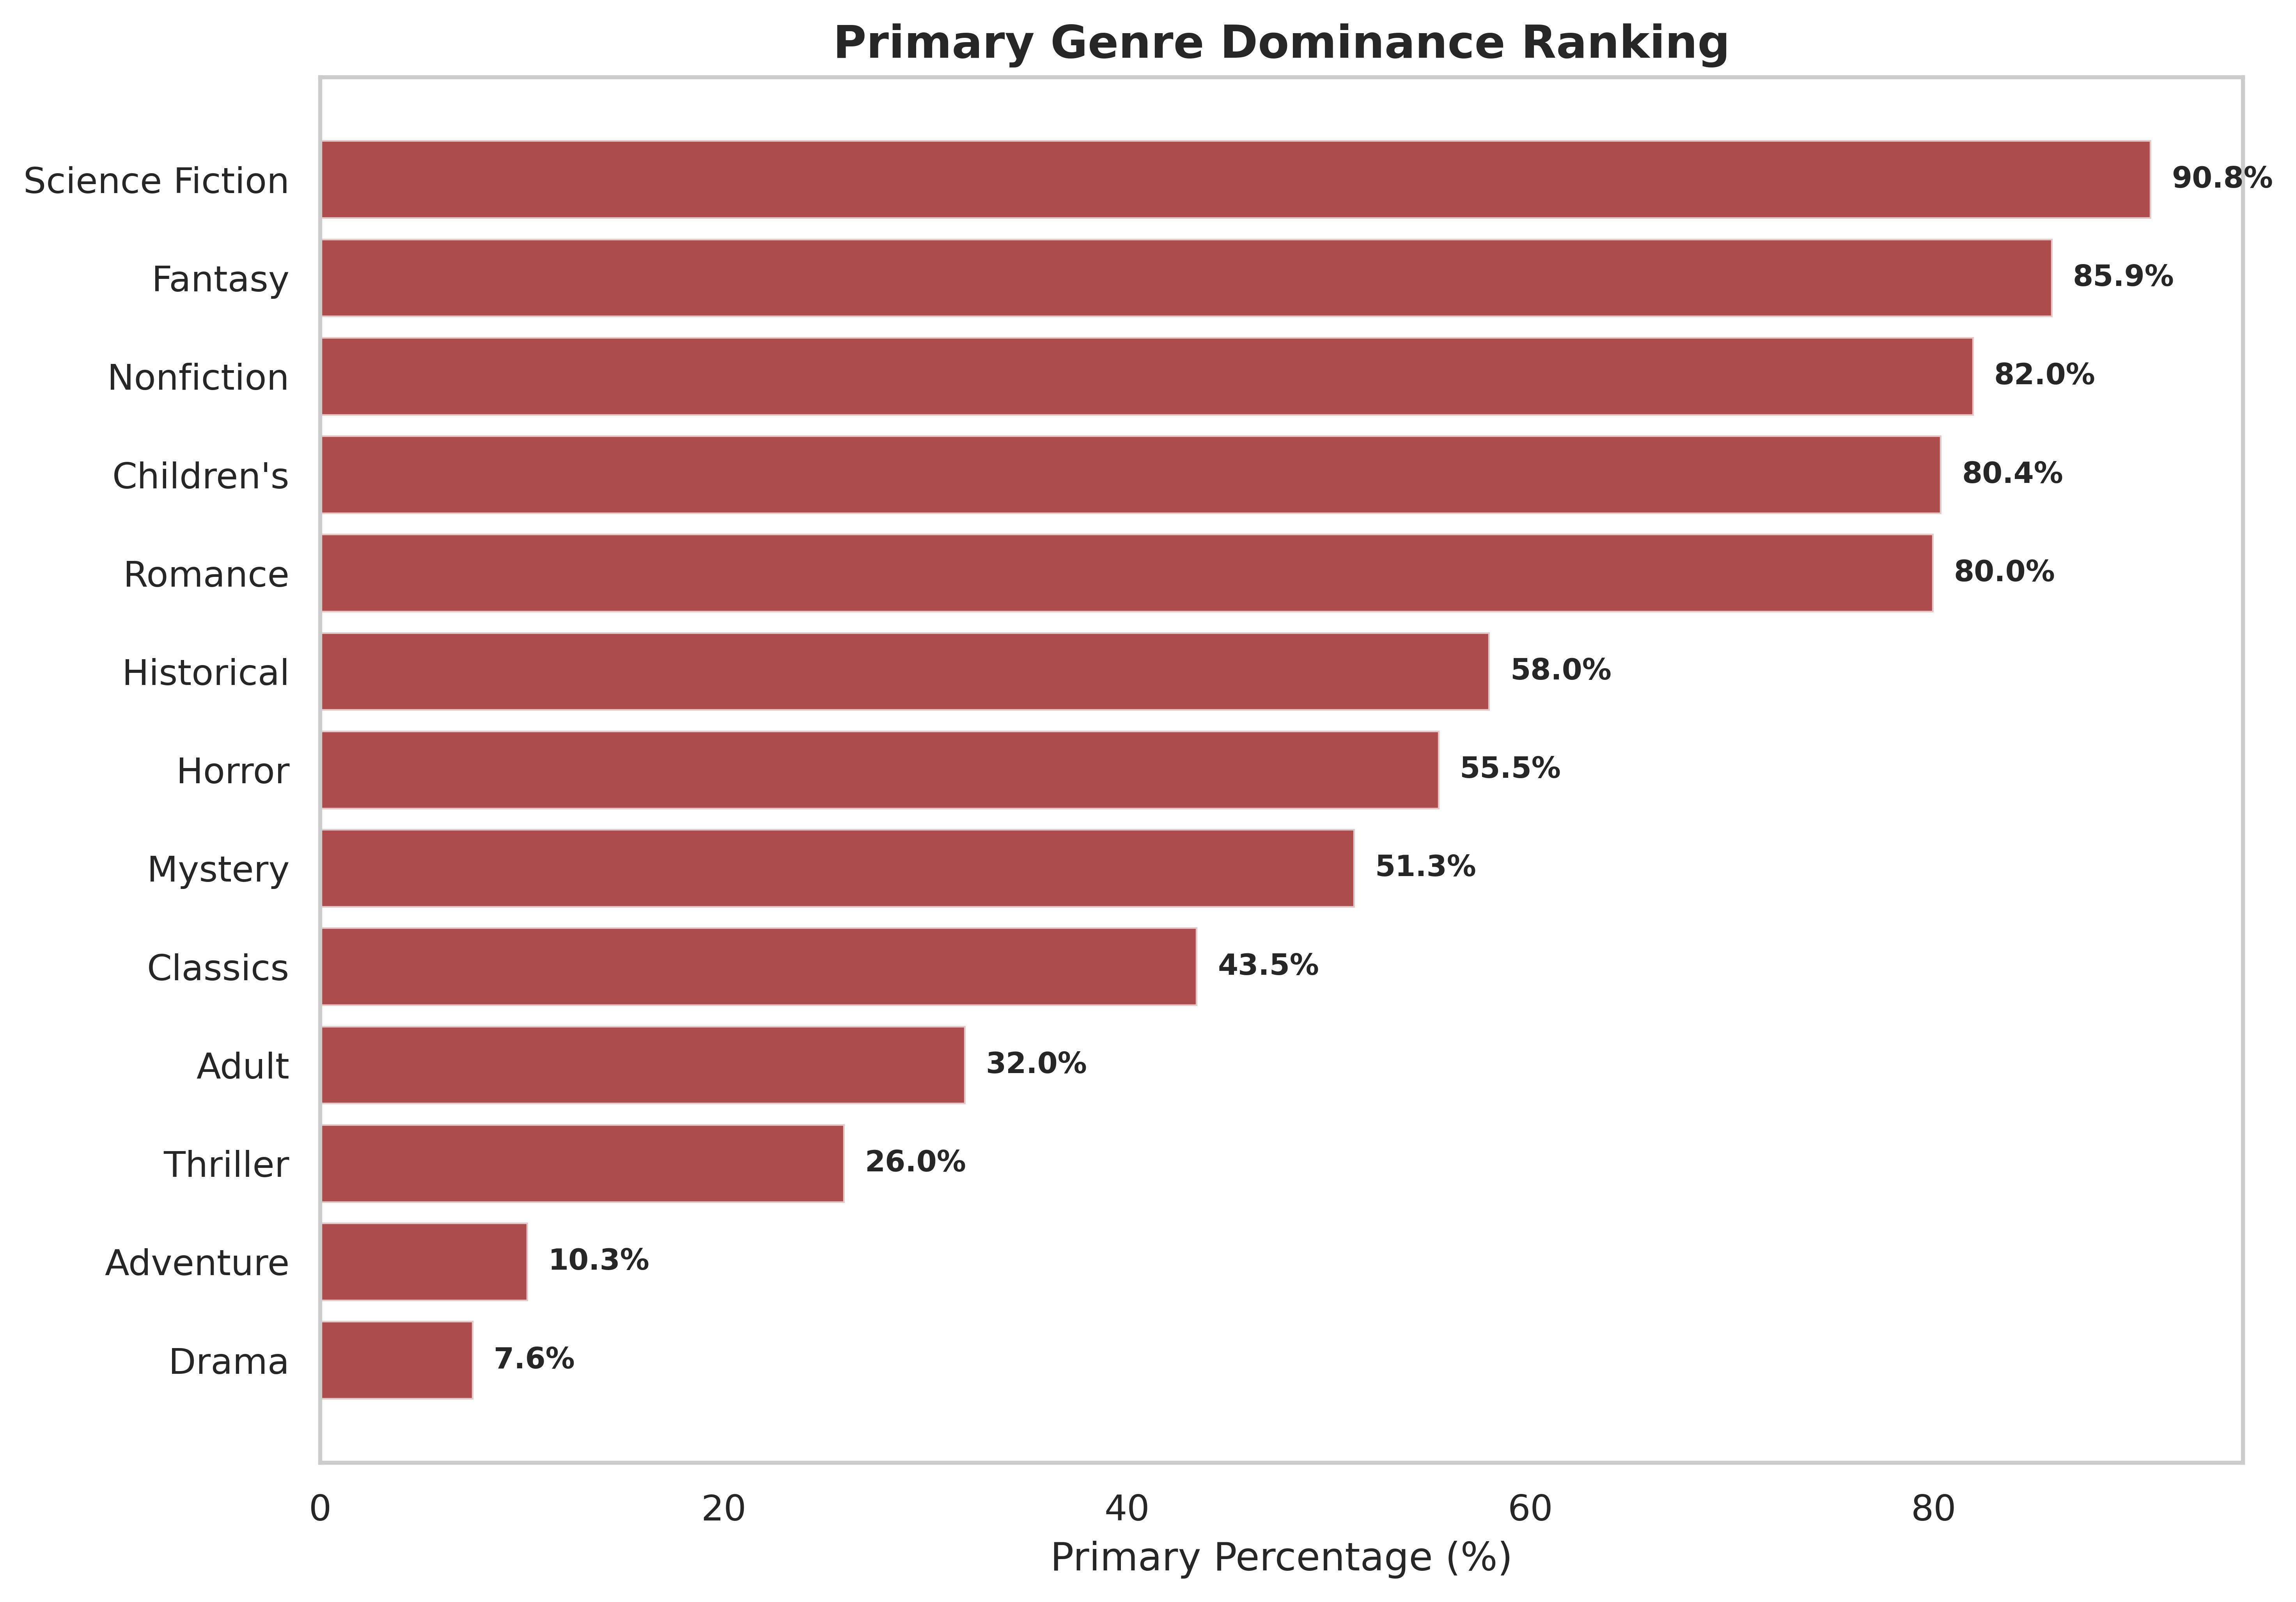 Primary Genre Dominance Ranking
Science Fiction 90.8%
Fantasy 85.9%
Nonfiction 82.0%
Children's 80.4%
Romance 80.0%
Historical 58.0%
Horror 55.5%
Mystery 51.3%
Classics 43.5%
Adult 32.0%
Thriller 26.0%
Adventure 10.3%
Drama 7.6%
0 20 40 60 80
Primary Percentage (%)